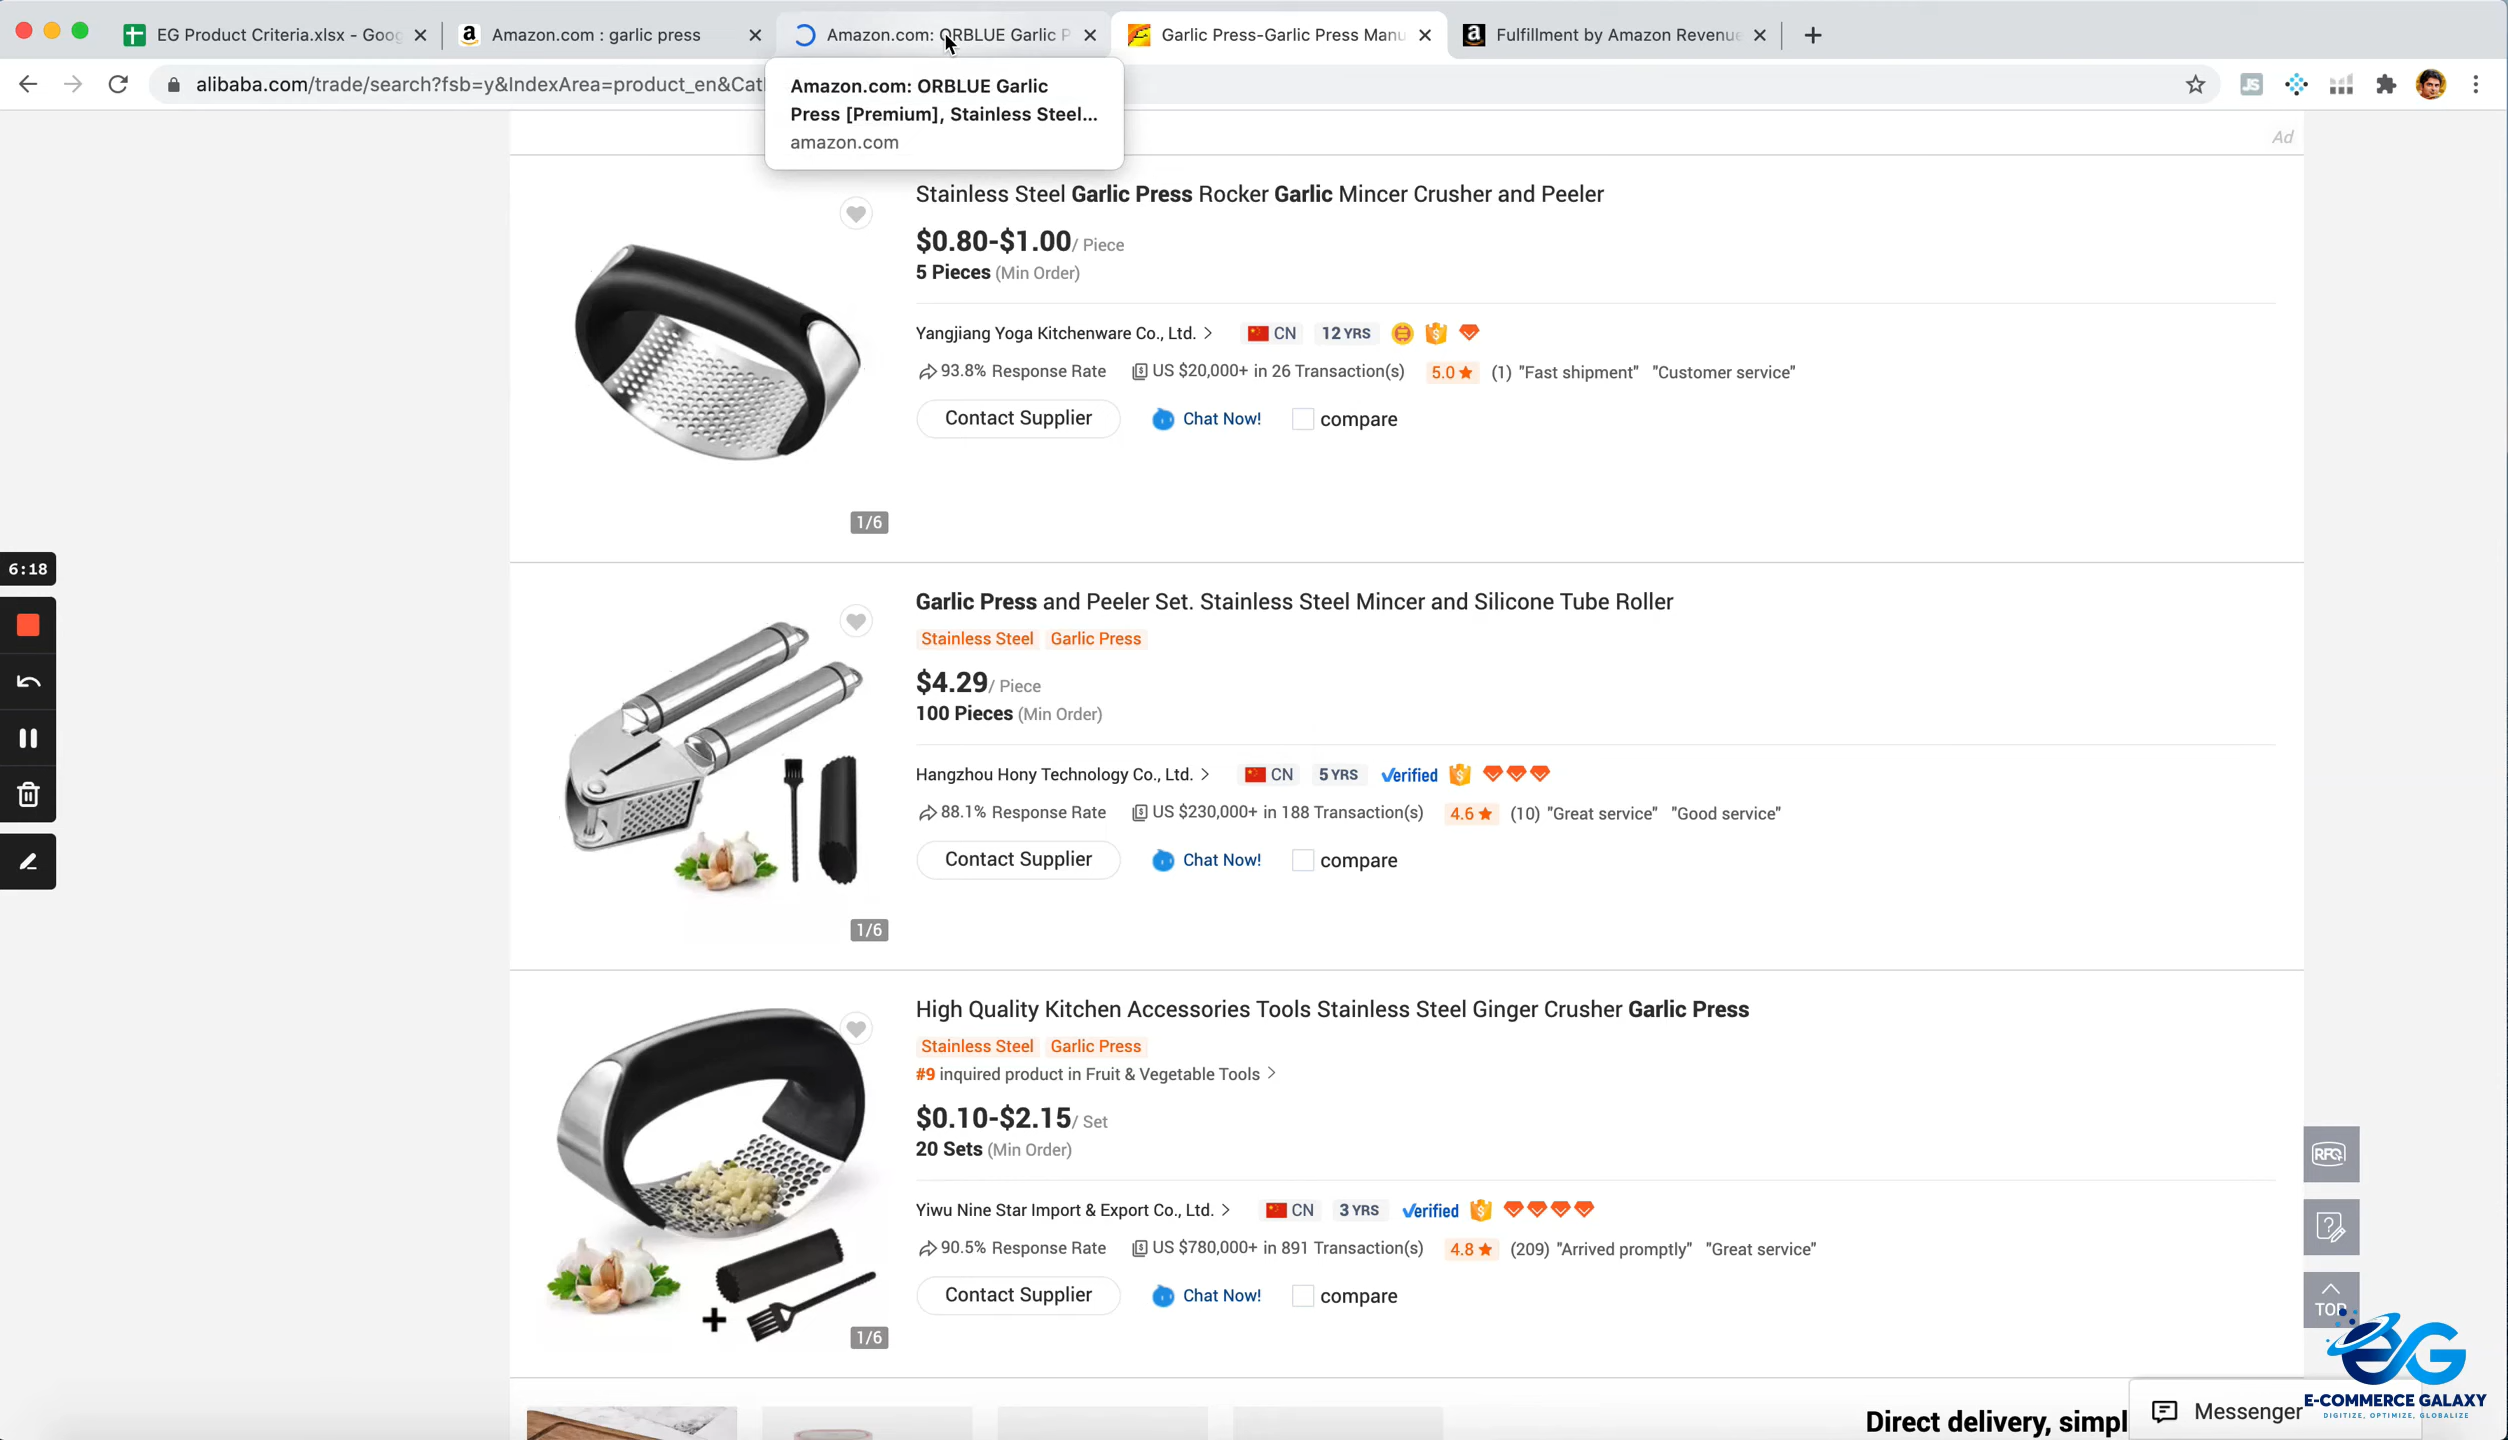 EG Product Criteria.xlsx - Goog
Amazon.com : garlic press
Amazon.com: ORBLUE Garlic P
Garlic Press-Garlic Press Manu
Fulfillment by Amazon Revenue
alibaba.com/trade/search?fsb=y&IndexArea=product_en&Cat
JS
Amazon.com: ORBLUE Garlic
Press [Premium], Stainless Steel...
amazon.com
Ad
Stainless Steel Garlic Press Rocker Garlic Mincer Crusher and Peeler
$0.80-$1.00/ Piece
5 Pieces (Min Order)
Yangjiang Yoga Kitchenware Co., Ltd. > CN 12 YRS
93.8% Response Rate US $20,000+ in 26 Transaction(s) 5.0 (1) "Fast shipment" "Customer service"
Contact Supplier Chat Now! compare
1/6
6:18
Garlic Press and Peeler Set. Stainless Steel Mincer and Silicone Tube Roller
Stainless Steel Garlic Press
$4.29/ Piece
100 Pieces (Min Order)
Hangzhou Hony Technology Co., Ltd. > CN 5 YRS Verified
88.1% Response Rate US $230,000+ in 188 Transaction(s) 4.6 (10) "Great service" "Good service"
Contact Supplier Chat Now! compare
1/6
High Quality Kitchen Accessories Tools Stainless Steel Ginger Crusher Garlic Press
Stainless Steel Garlic Press
#9 inquired product in Fruit & Vegetable Tools >
$0.10-$2.15/ Set
20 Sets (Min Order)
Yiwu Nine Star Import & Export Co., Ltd. > CN 3 YRS Verified
90.5% Response Rate US $780,000+ in 891 Transaction(s) 4.8 (209) "Arrived promptly" "Great service"
Contact Supplier Chat Now! compare
1/6
RFQ
TOP
EG
E-COMMERCE GALAXY
DIGITIZE, OPTIMIZE, GLOBALIZE
Direct delivery, simpl
Messenger